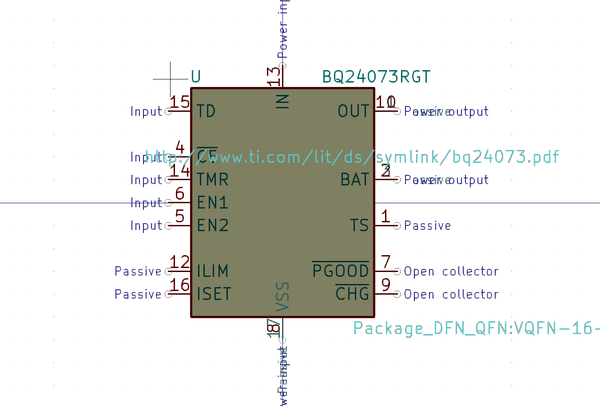 Power in
U
BQ24073RGT
13
IN
Input 15 TD
OUT
Input 4 CE
http://www.ti.com/lit/ds/symlink/bq24073.pdf
Input 14 TMR
BAT
Input 6 EN1
Input 5 EN2
TS 1 Passive
Passive 12 ILIM
PGOOD 7 Open collector
Passive 16 ISET
CHG 9 Open collector
VSS
Package_DFN_QFN:VQFN-16-